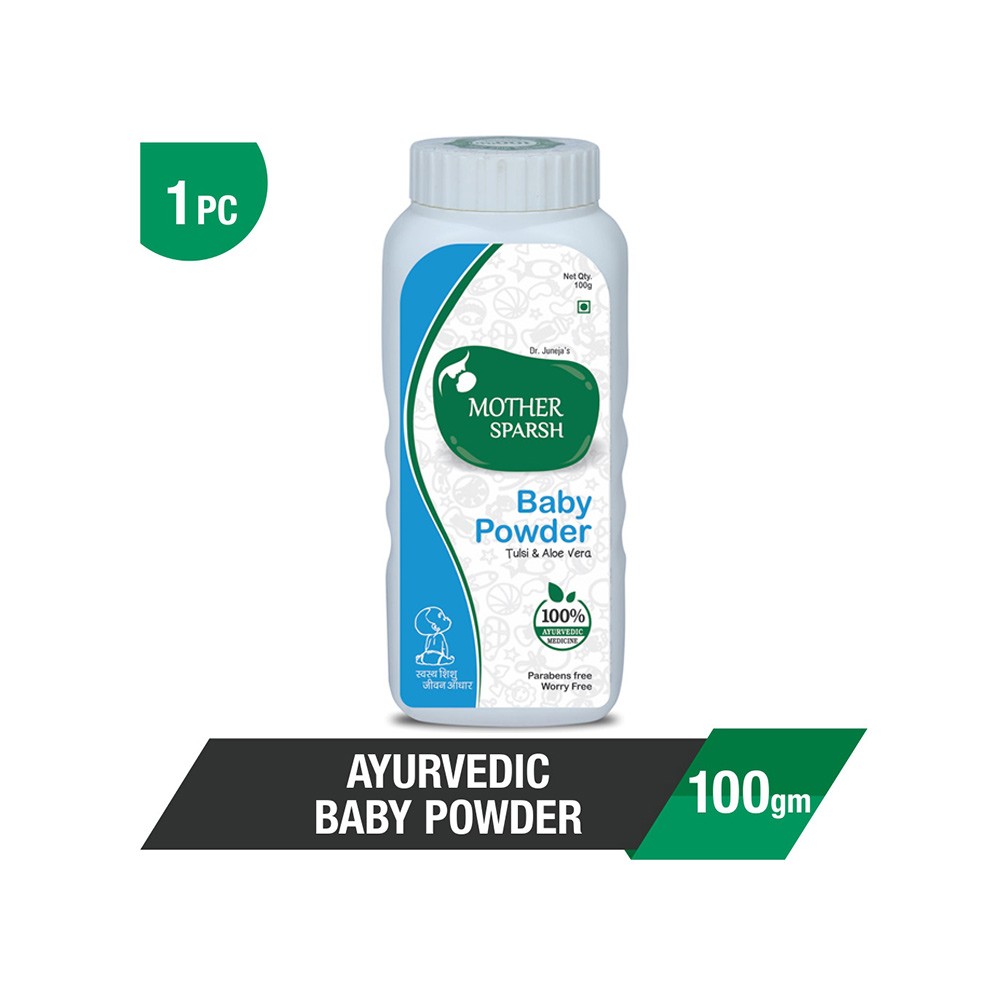 1 PC
Net Qty.
100g
Dr. Juneja's
MOTHER
SPARSH
Baby
Powder
Tulsi & Aloe Vera
100%
AYURVEDIC
MEDICINE
स्वस्थ शिशु
जीवन आधार
Parabens free
Worry Free
AYURVEDIC
BABY POWDER
100gm